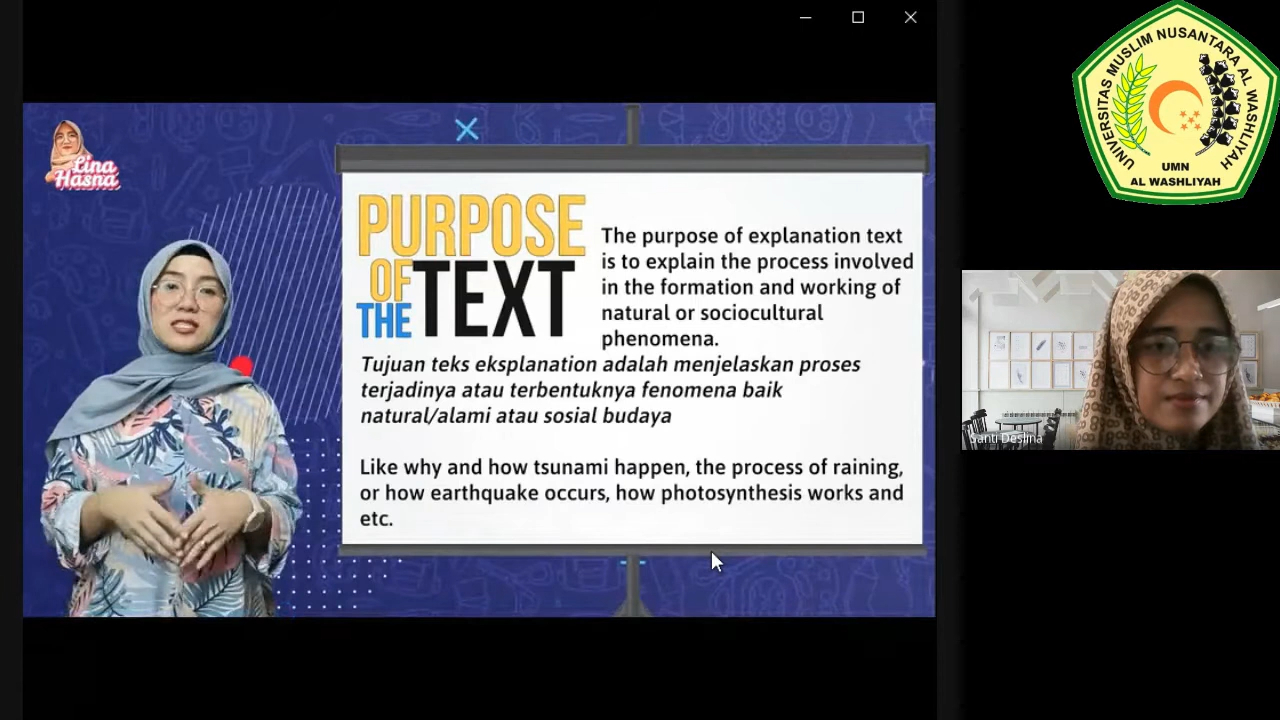 Lina
Hasna
PURPOSE
OF
THE TEXT
The purpose of explanation text
is to explain the process involved
in the formation and working of
natural or sociocultural
phenomena.
Tujuan teks eksplanation adalah menjelaskan proses
terjadinya atau terbentuknya fenomena baik
natural/alami atau sosial budaya
Like why and how tsunami happen, the process of raining,
or how earthquake occurs, how photosynthesis works and
etc.
UNIVERSITAS MUSLIM NUSANTARA AL WASHLIYAH
UMN
AL WASHLIYAH
Santi Deslina